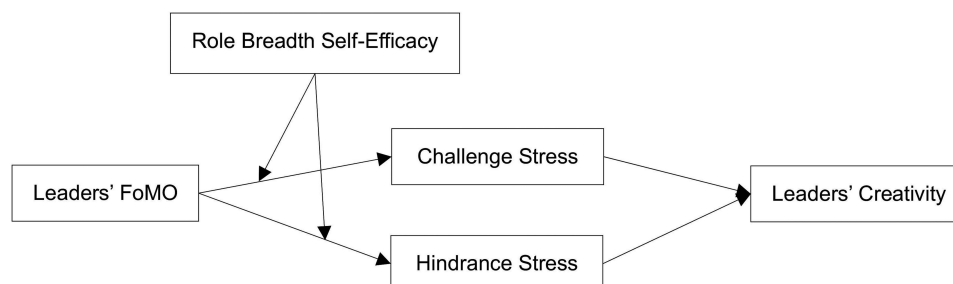 Role Breadth Self-Efficacy
Challenge Stress
Leaders’ FoMO
Leaders’ Creativity
Hindrance Stress